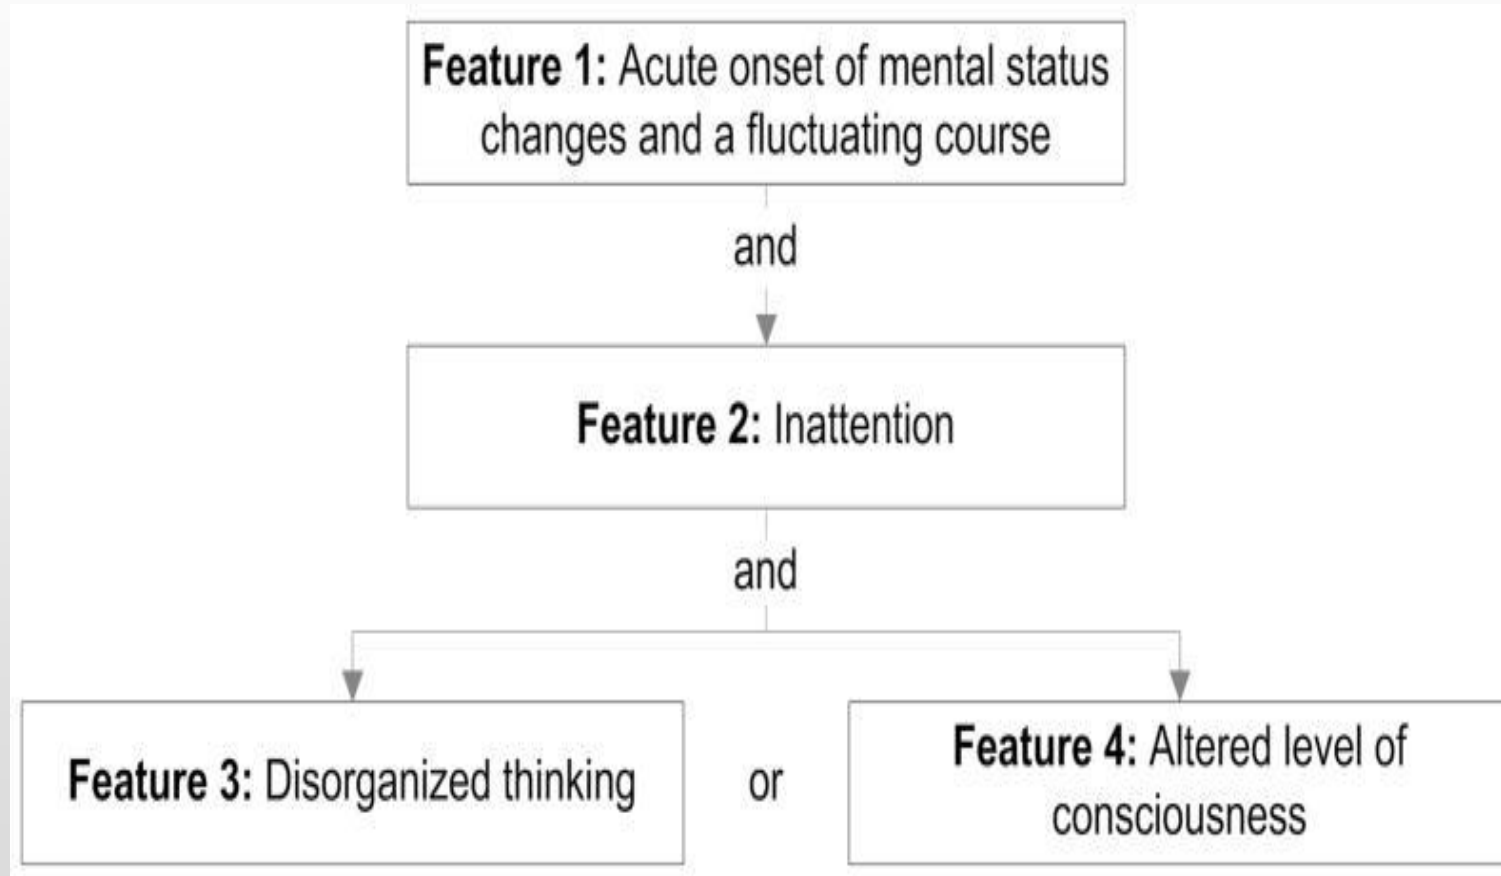 Feature 1: Acute onset of mental status
changes and a fluctuating course
and
Feature 2: Inattention
and
Feature 3: Disorganized thinking
or
Feature 4: Altered level of
consciousness